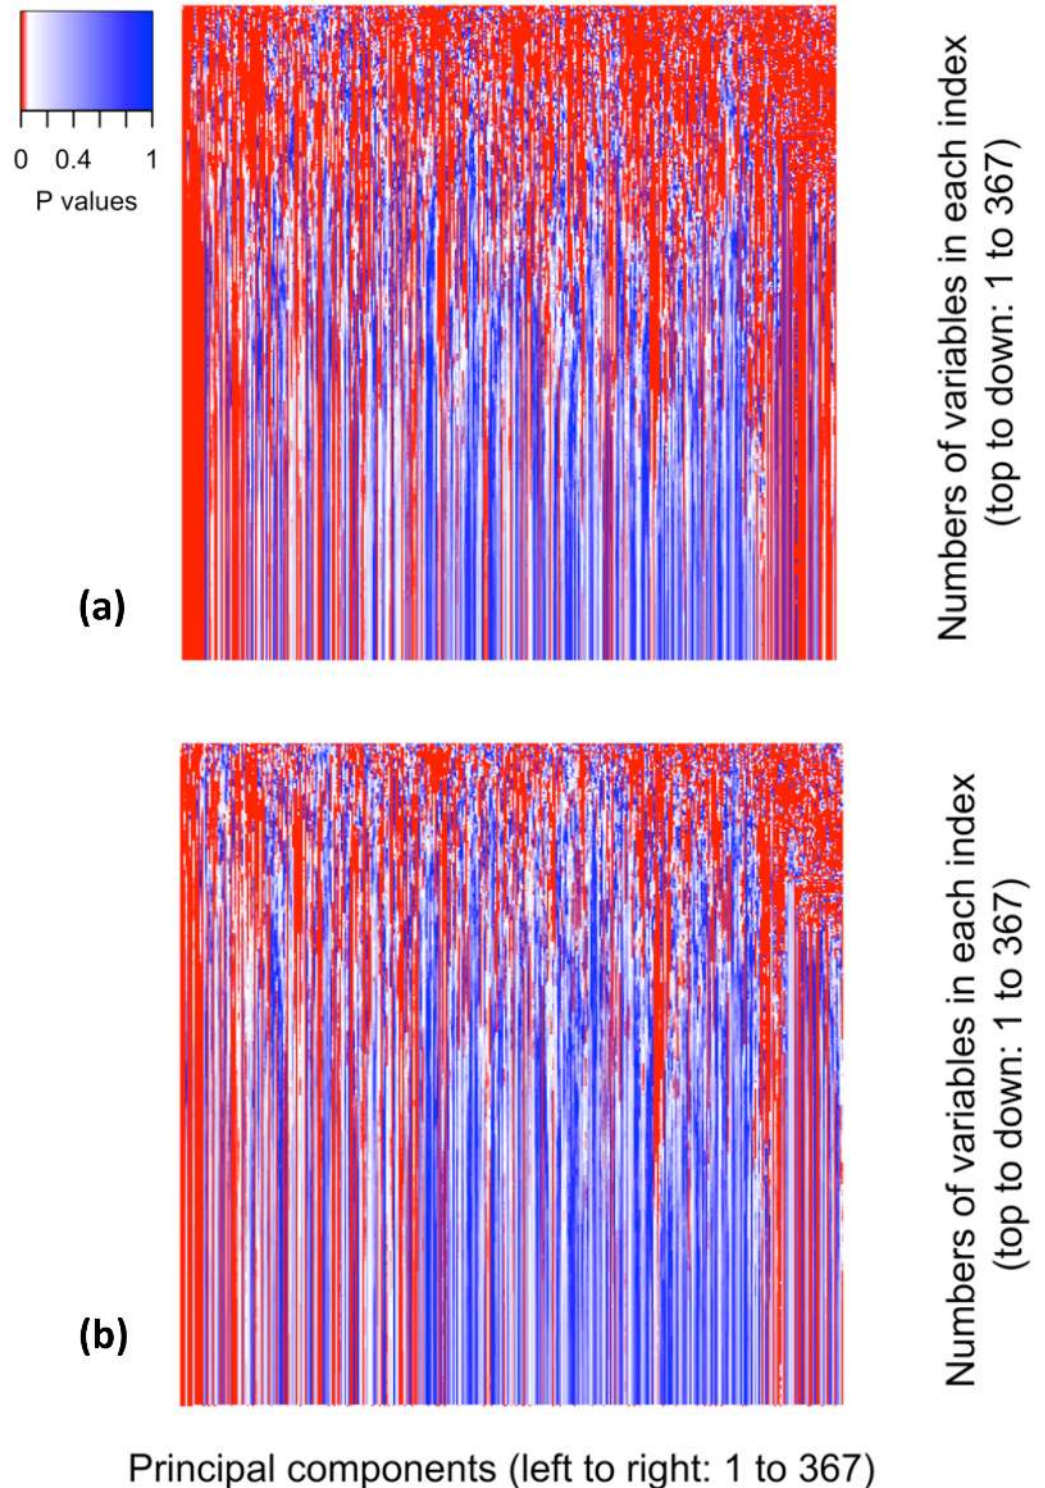 0 0.4 1
P values
Numbers of variables in each index
(top to down: 1 to 367)
(a)
Numbers of variables in each index
(top to down: 1 to 367)
(b)
Principal components (left to right: 1 to 367)